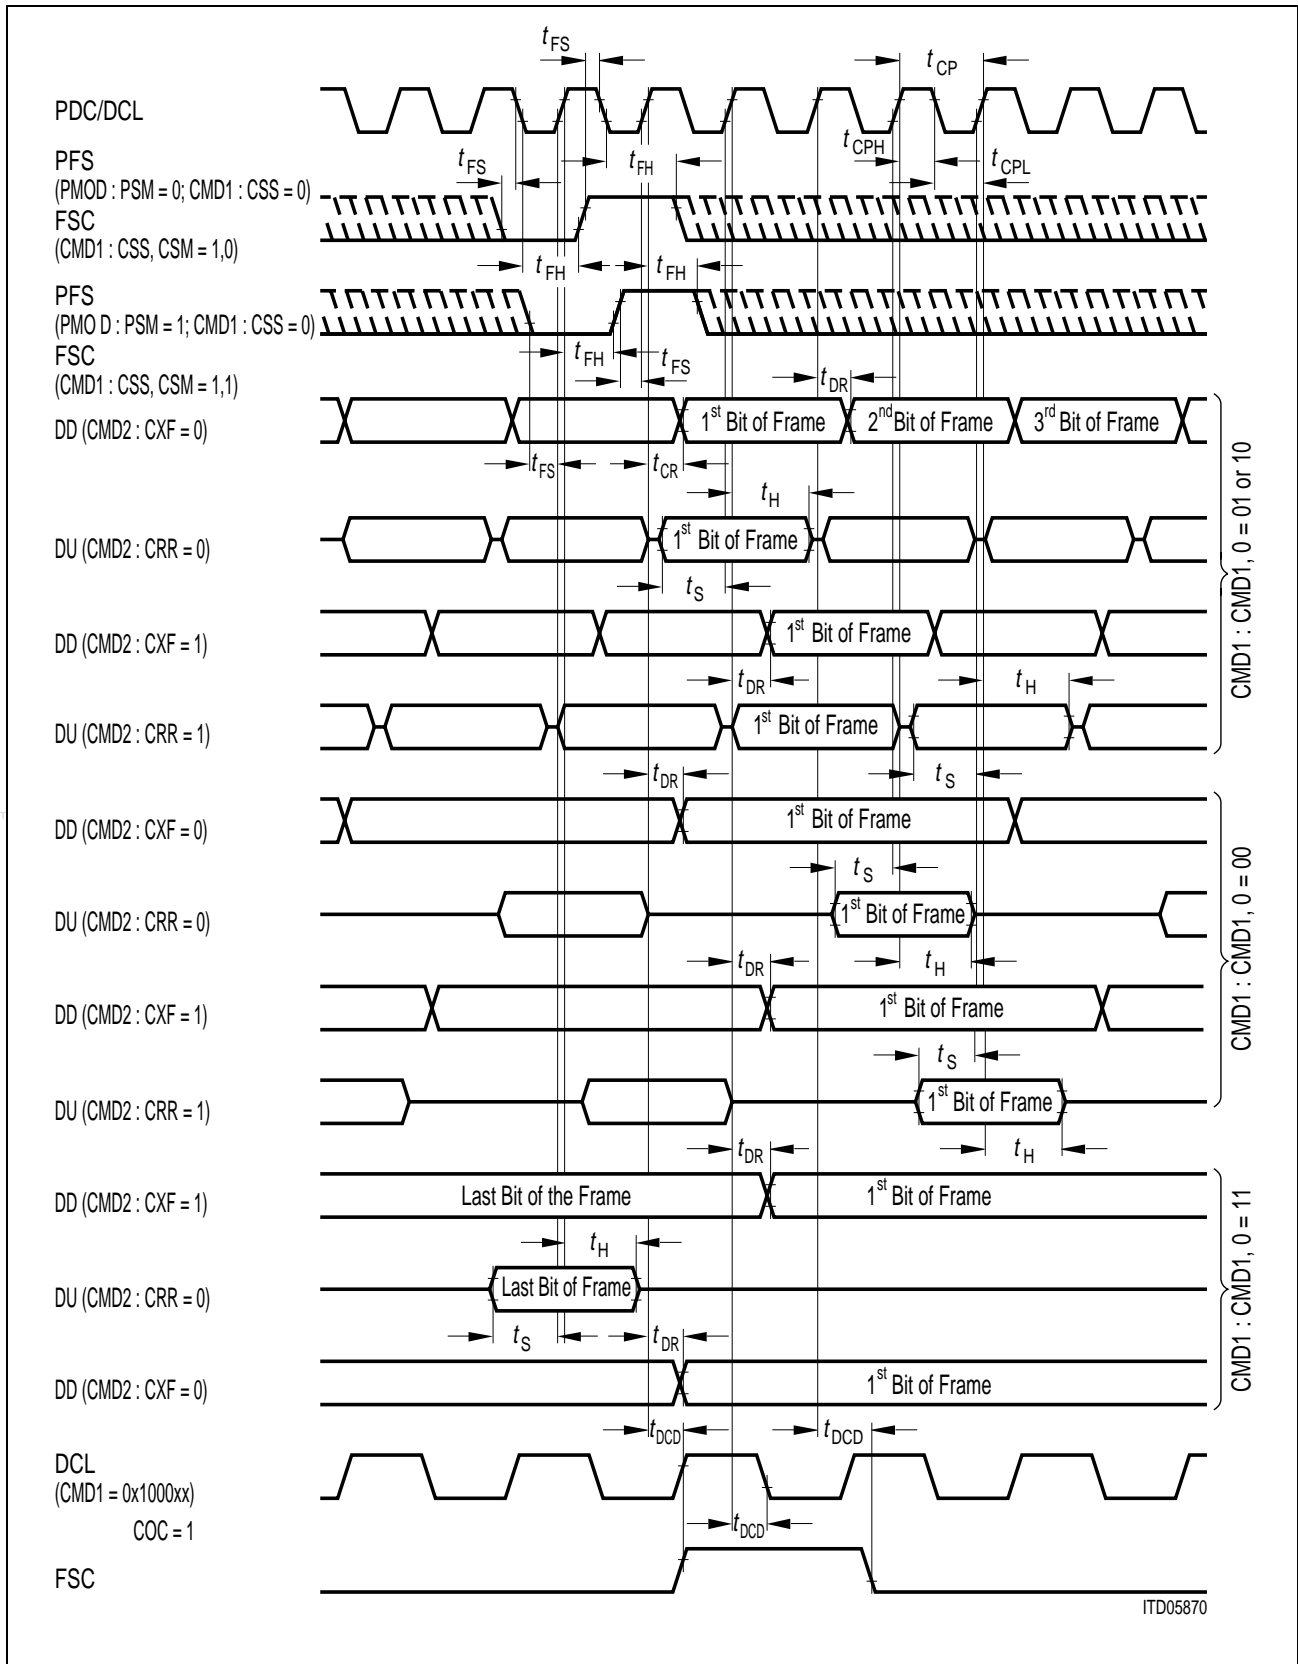 tFS
tCP
PDC/DCL
tCPH
tCPL
PFS
tFS
tFH
(PMOD : PSM = 0; CMD1 : CSS = 0)
FSC
(CMD1 : CSS, CSM = 1,0)
tFH
tFH
PFS
(PMO D : PSM = 1; CMD1 : CSS = 0)
FSC
tFH
tFS
(CMD1 : CSS, CSM = 1,1)
tDR
DD (CMD2 : CXF = 0)
1st Bit of Frame
2nd Bit of Frame
3rd Bit of Frame
tFS
tCR
tH
DU (CMD2 : CRR = 0)
1st Bit of Frame
tS
DD (CMD2 : CXF = 1)
1st Bit of Frame
tDR
tH
DU (CMD2 : CRR = 1)
1st Bit of Frame
CMD1 : CMD1, 0 = 01 or 10
tDR
tS
DD (CMD2 : CXF = 0)
1st Bit of Frame
tS
DU (CMD2 : CRR = 0)
1st Bit of Frame
tDR
tH
DD (CMD2 : CXF = 1)
1st Bit of Frame
tS
DU (CMD2 : CRR = 1)
1st Bit of Frame
CMD1 : CMD1, 0 = 00
tDR
tH
DD (CMD2 : CXF = 1)
Last Bit of the Frame
1st Bit of Frame
tH
DU (CMD2 : CRR = 0)
Last Bit of Frame
tS
tDR
DD (CMD2 : CXF = 0)
1st Bit of Frame
CMD1 : CMD1, 0 = 11
tDCD
tDCD
DCL
(CMD1 = 0x1000xx)
COC = 1
tDCD
FSC
ITD05870